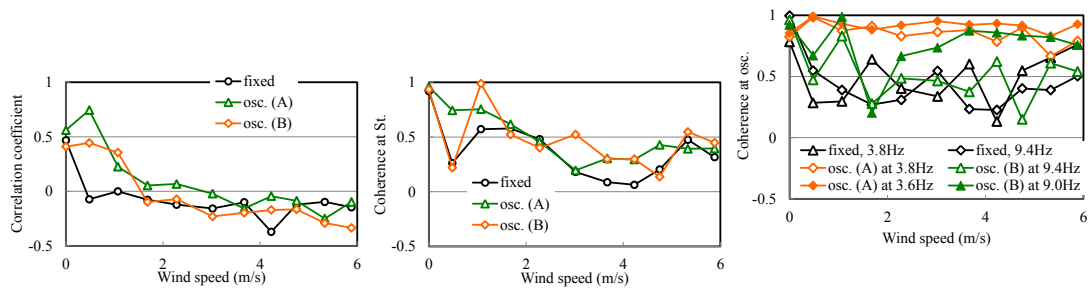 Correlation coefficient
1
0.5
0
-0.5
0 2 4 6
Wind speed (m/s)
fixed
osc. (A)
osc. (B)
Coherence at St.
1
0.5
0
-0.5
0 2 4 6
Wind speed (m/s)
fixed
osc. (A)
osc. (B)
Coherence at osc.
1
0.5
0
-0.5
0 2 4 6
Wind speed (m/s)
fixed, 3.8Hz fixed, 9.4Hz
osc. (A) at 3.8Hz osc. (B) at 9.4Hz
osc. (A) at 3.6Hz osc. (B) at 9.0Hz